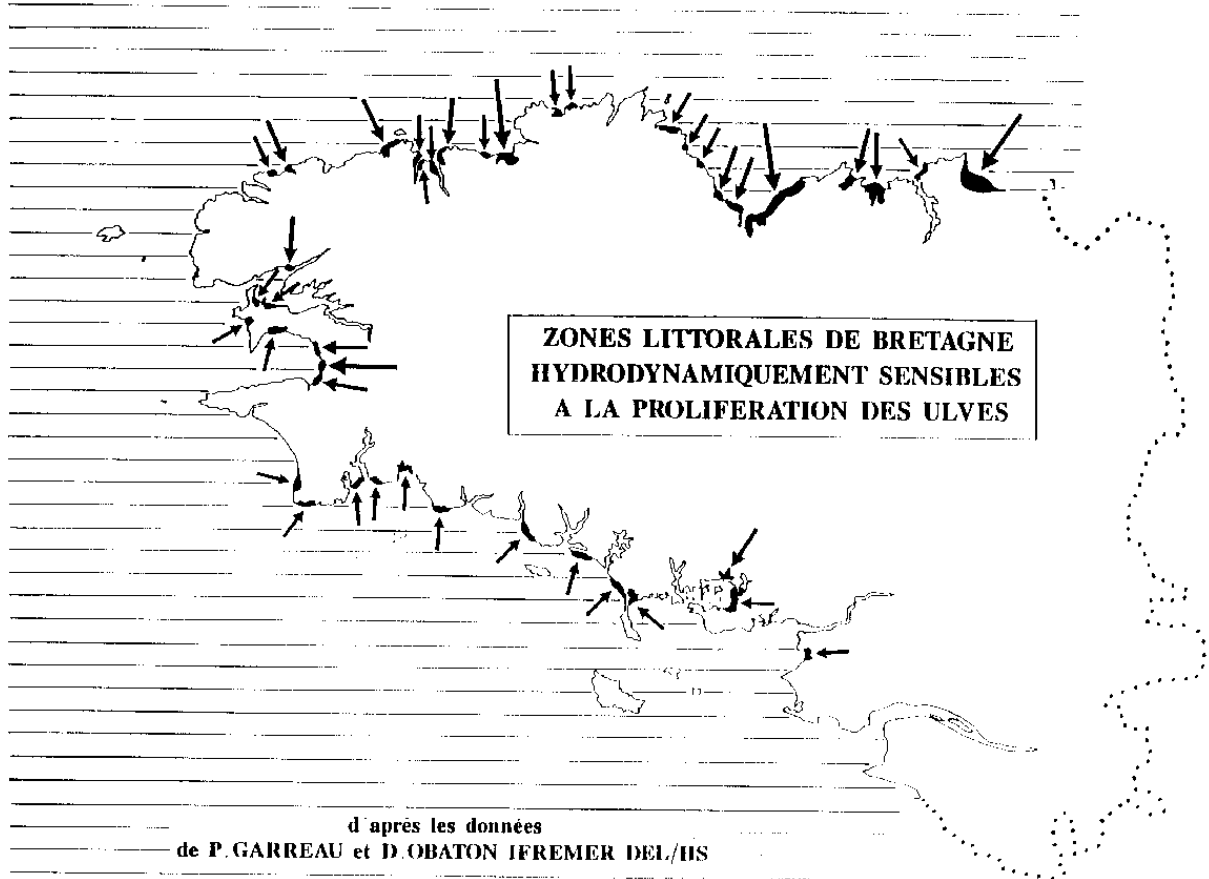 ZONES LITTORALES DE BRETAGNE
HYDRODYNAMIQUEMENT SENSIBLES
A LA PROLIFERATION DES ULVES
d'après les données
de P. GARREAU et D. OBATON IFREMER DEL/HS